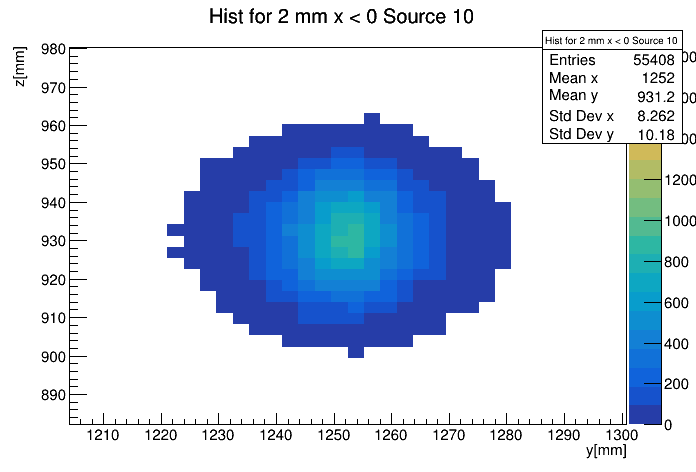 Hist for 2 mm x < 0 Source 10
Hist for 2 mm x < 0 Source 10
Entries 55408
Mean x 1252
Mean y 931.2
Std Dev x 8.262
Std Dev y 10.18
z[mm]
980
970
960
950
940
930
920
910
900
890
1210 1220 1230 1240 1250 1260 1270 1280 1290 1300
y[mm]
1200
1000
800
600
400
200
0